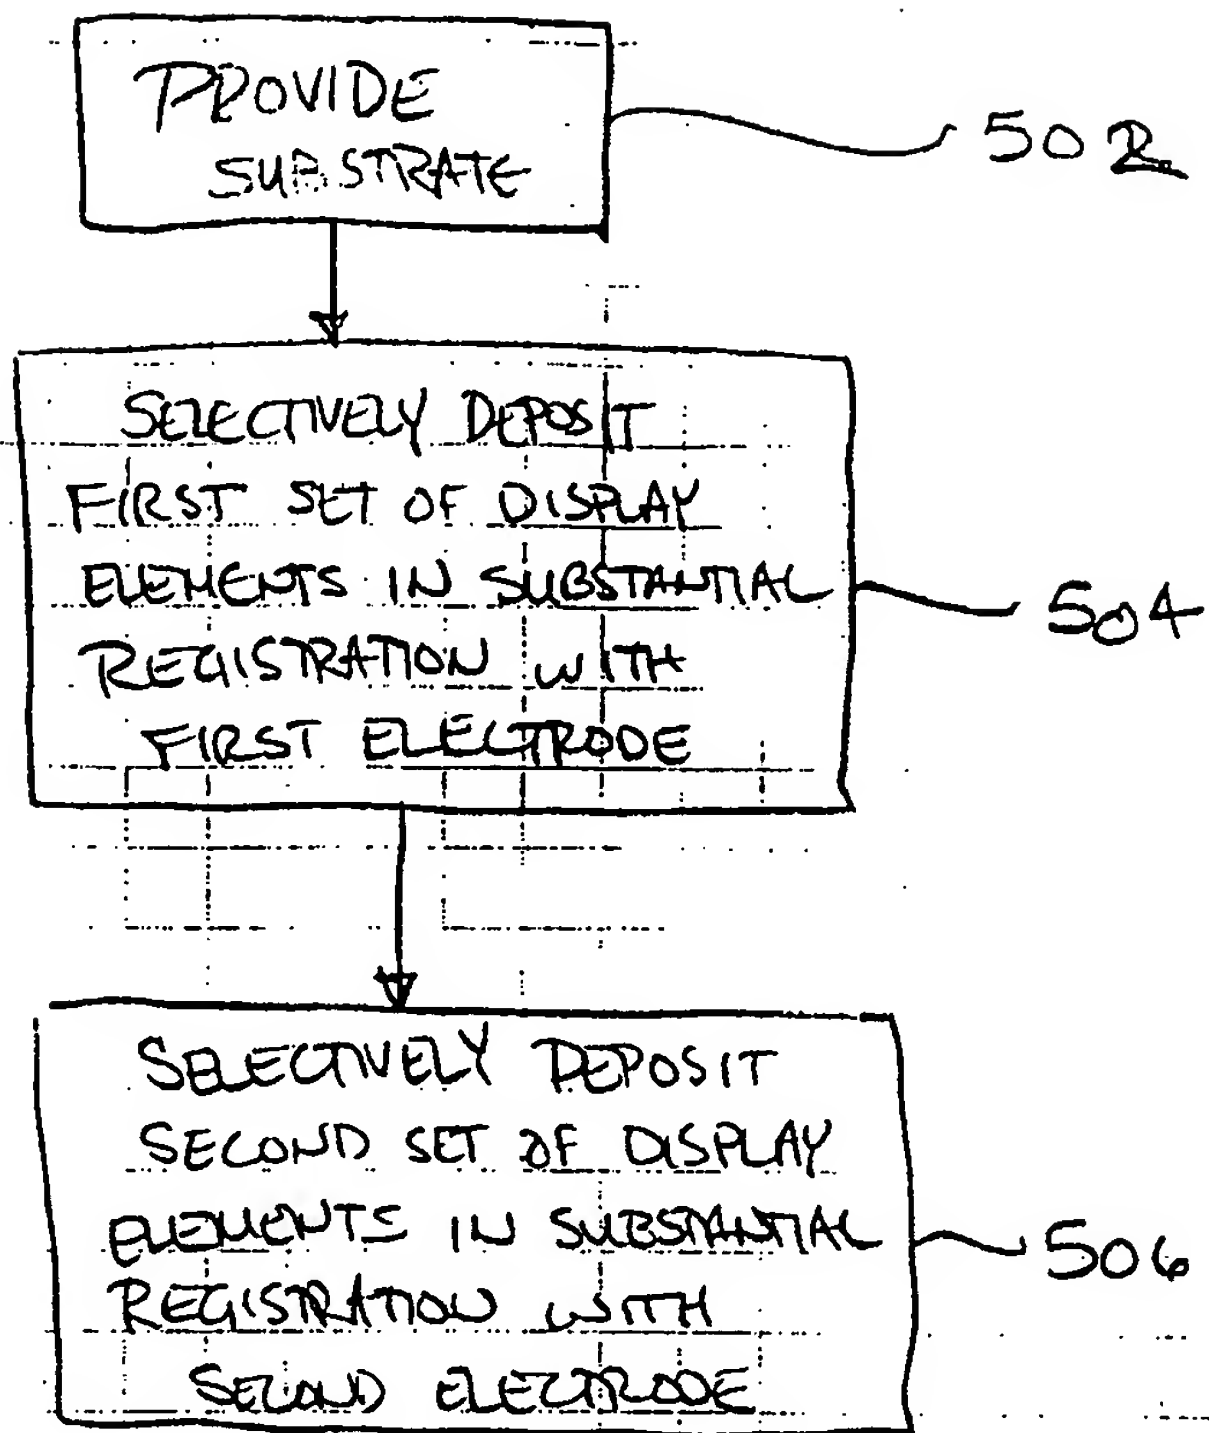 PROVIDE
SUBSTRATE
502
SELECTIVELY DEPOSIT
FIRST SET OF DISPLAY
ELEMENTS IN SUBSTANTIAL
REGISTRATION WITH
FIRST ELECTRODE
504
SELECTIVELY DEPOSIT
SECOND SET OF DISPLAY
ELEMENTS IN SUBSTANTIAL
REGISTRATION WITH
SECOND ELECTRODE
506